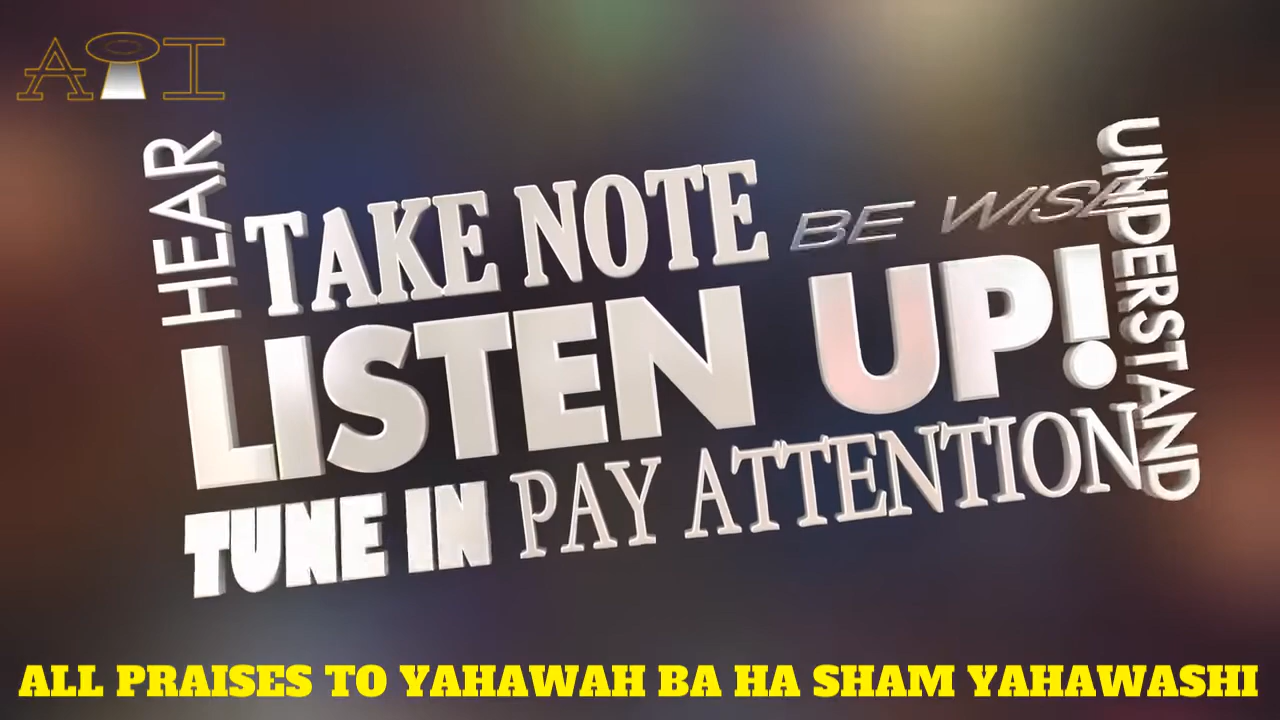 HEAR
TAKE NOTE BE WISE
UNDERSTAND
LISTEN UP!
TUNE IN PAY ATTENTION
ALL PRAISES TO YAHAWAH BA HA SHAM YAHAWASHI